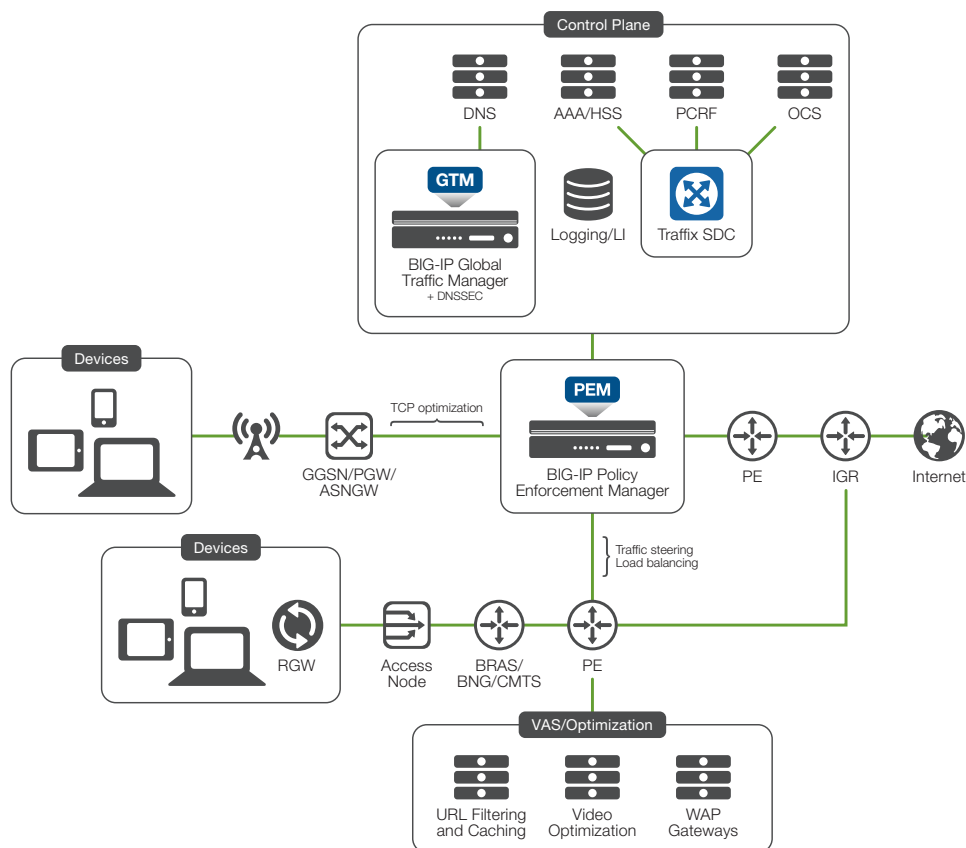 Control Plane
DNS
AAA/HSS
PCRF
OCS
GTM
BIG-IP Global
Traffic Manager
+ DNSSEC
Logging/LI
Traffix SDC
Devices
TCP optimization
GGSN/PGW/
ASNGW
PEM
BIG-IP Policy
Enforcement Manager
PE
IGR
Internet
Traffic steering
Load balancing
Devices
RGW
Access
Node
BRAS/
BNG/CMTS
PE
VAS/Optimization
URL Filtering
and Caching
Video
Optimization
WAP
Gateways